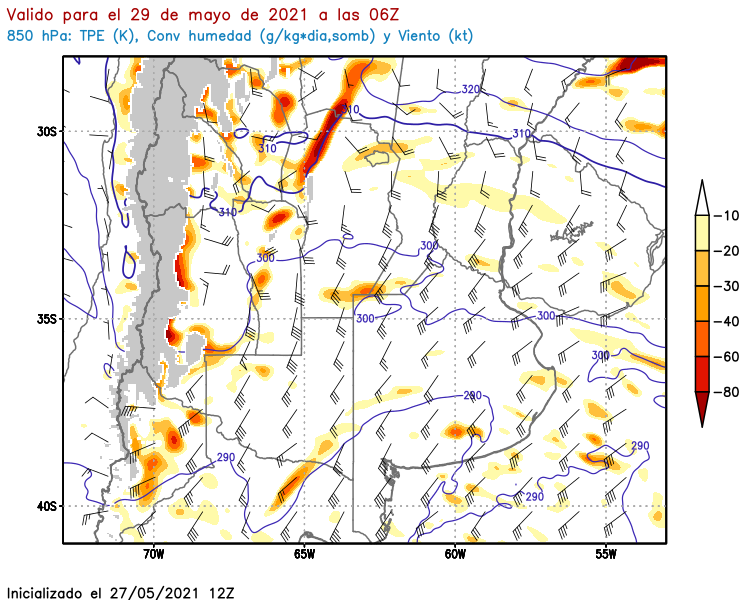 Valido para el 29 de mayo de 2021 a las 06Z
850 hPa: TPE (K), Conv humedad (g/kg*dia,somb) y Viento (kt)
320
310
30S
310
310
310
300
300
-10
-20
-30
-40
-60
-80
35S
300
300
300
290
290
290
290
40S
70W
65W
60W
55W
Inicializado el 27/05/2021 12Z